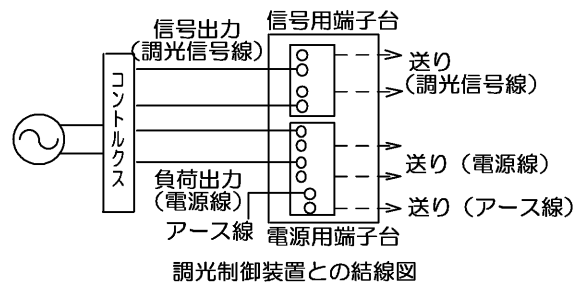 信号出力
(調光信号線)
信号用端子台
送り
(調光信号線)
コントルクス
負荷出力
(電源線)
アース線
送り(電源線)
送り(アース線)
電源用端子台
調光制御装置との結線図